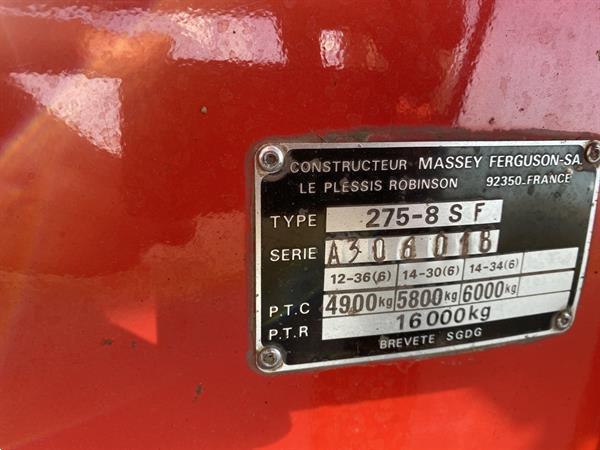 CONSTRUCTEUR MASSEY FERGUSON-SA
LE PLESSIS ROBINSON 92350-FRANCE
TYPE 275-8 S F
SERIE A306018
12-36(6) 14-30(6) 14-34(6)
P.T.C 4900kg 5800kg 6000kg
P.T.R 16000kg
BREVETE SGDG